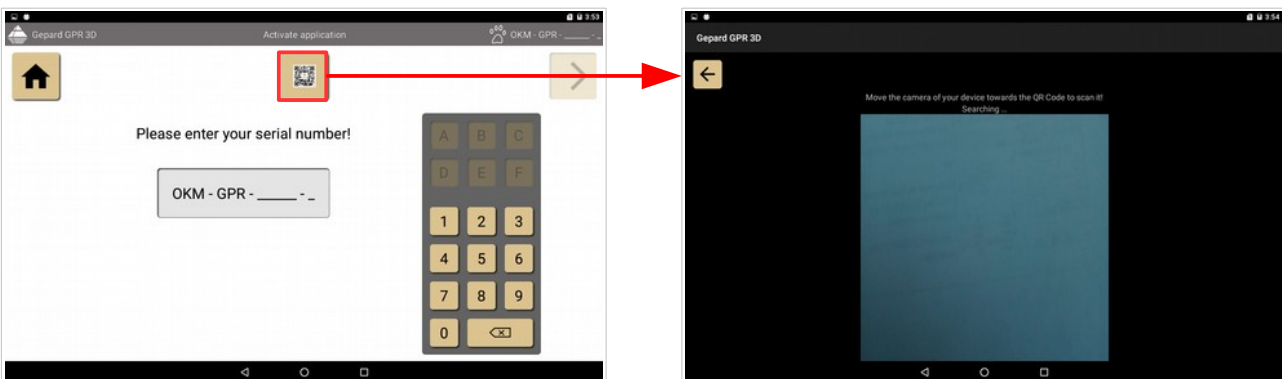 3:53
Gepard GPR 3D
Activate application
OKM - GPR - _____ - _
Please enter your serial number!
OKM - GPR - _____ - _
A B C
D E F
1 2 3
4 5 6
7 8 9
0
3:54
Gepard GPR 3D
Move the camera of your device towards the QR Code to scan it!
Searching ...